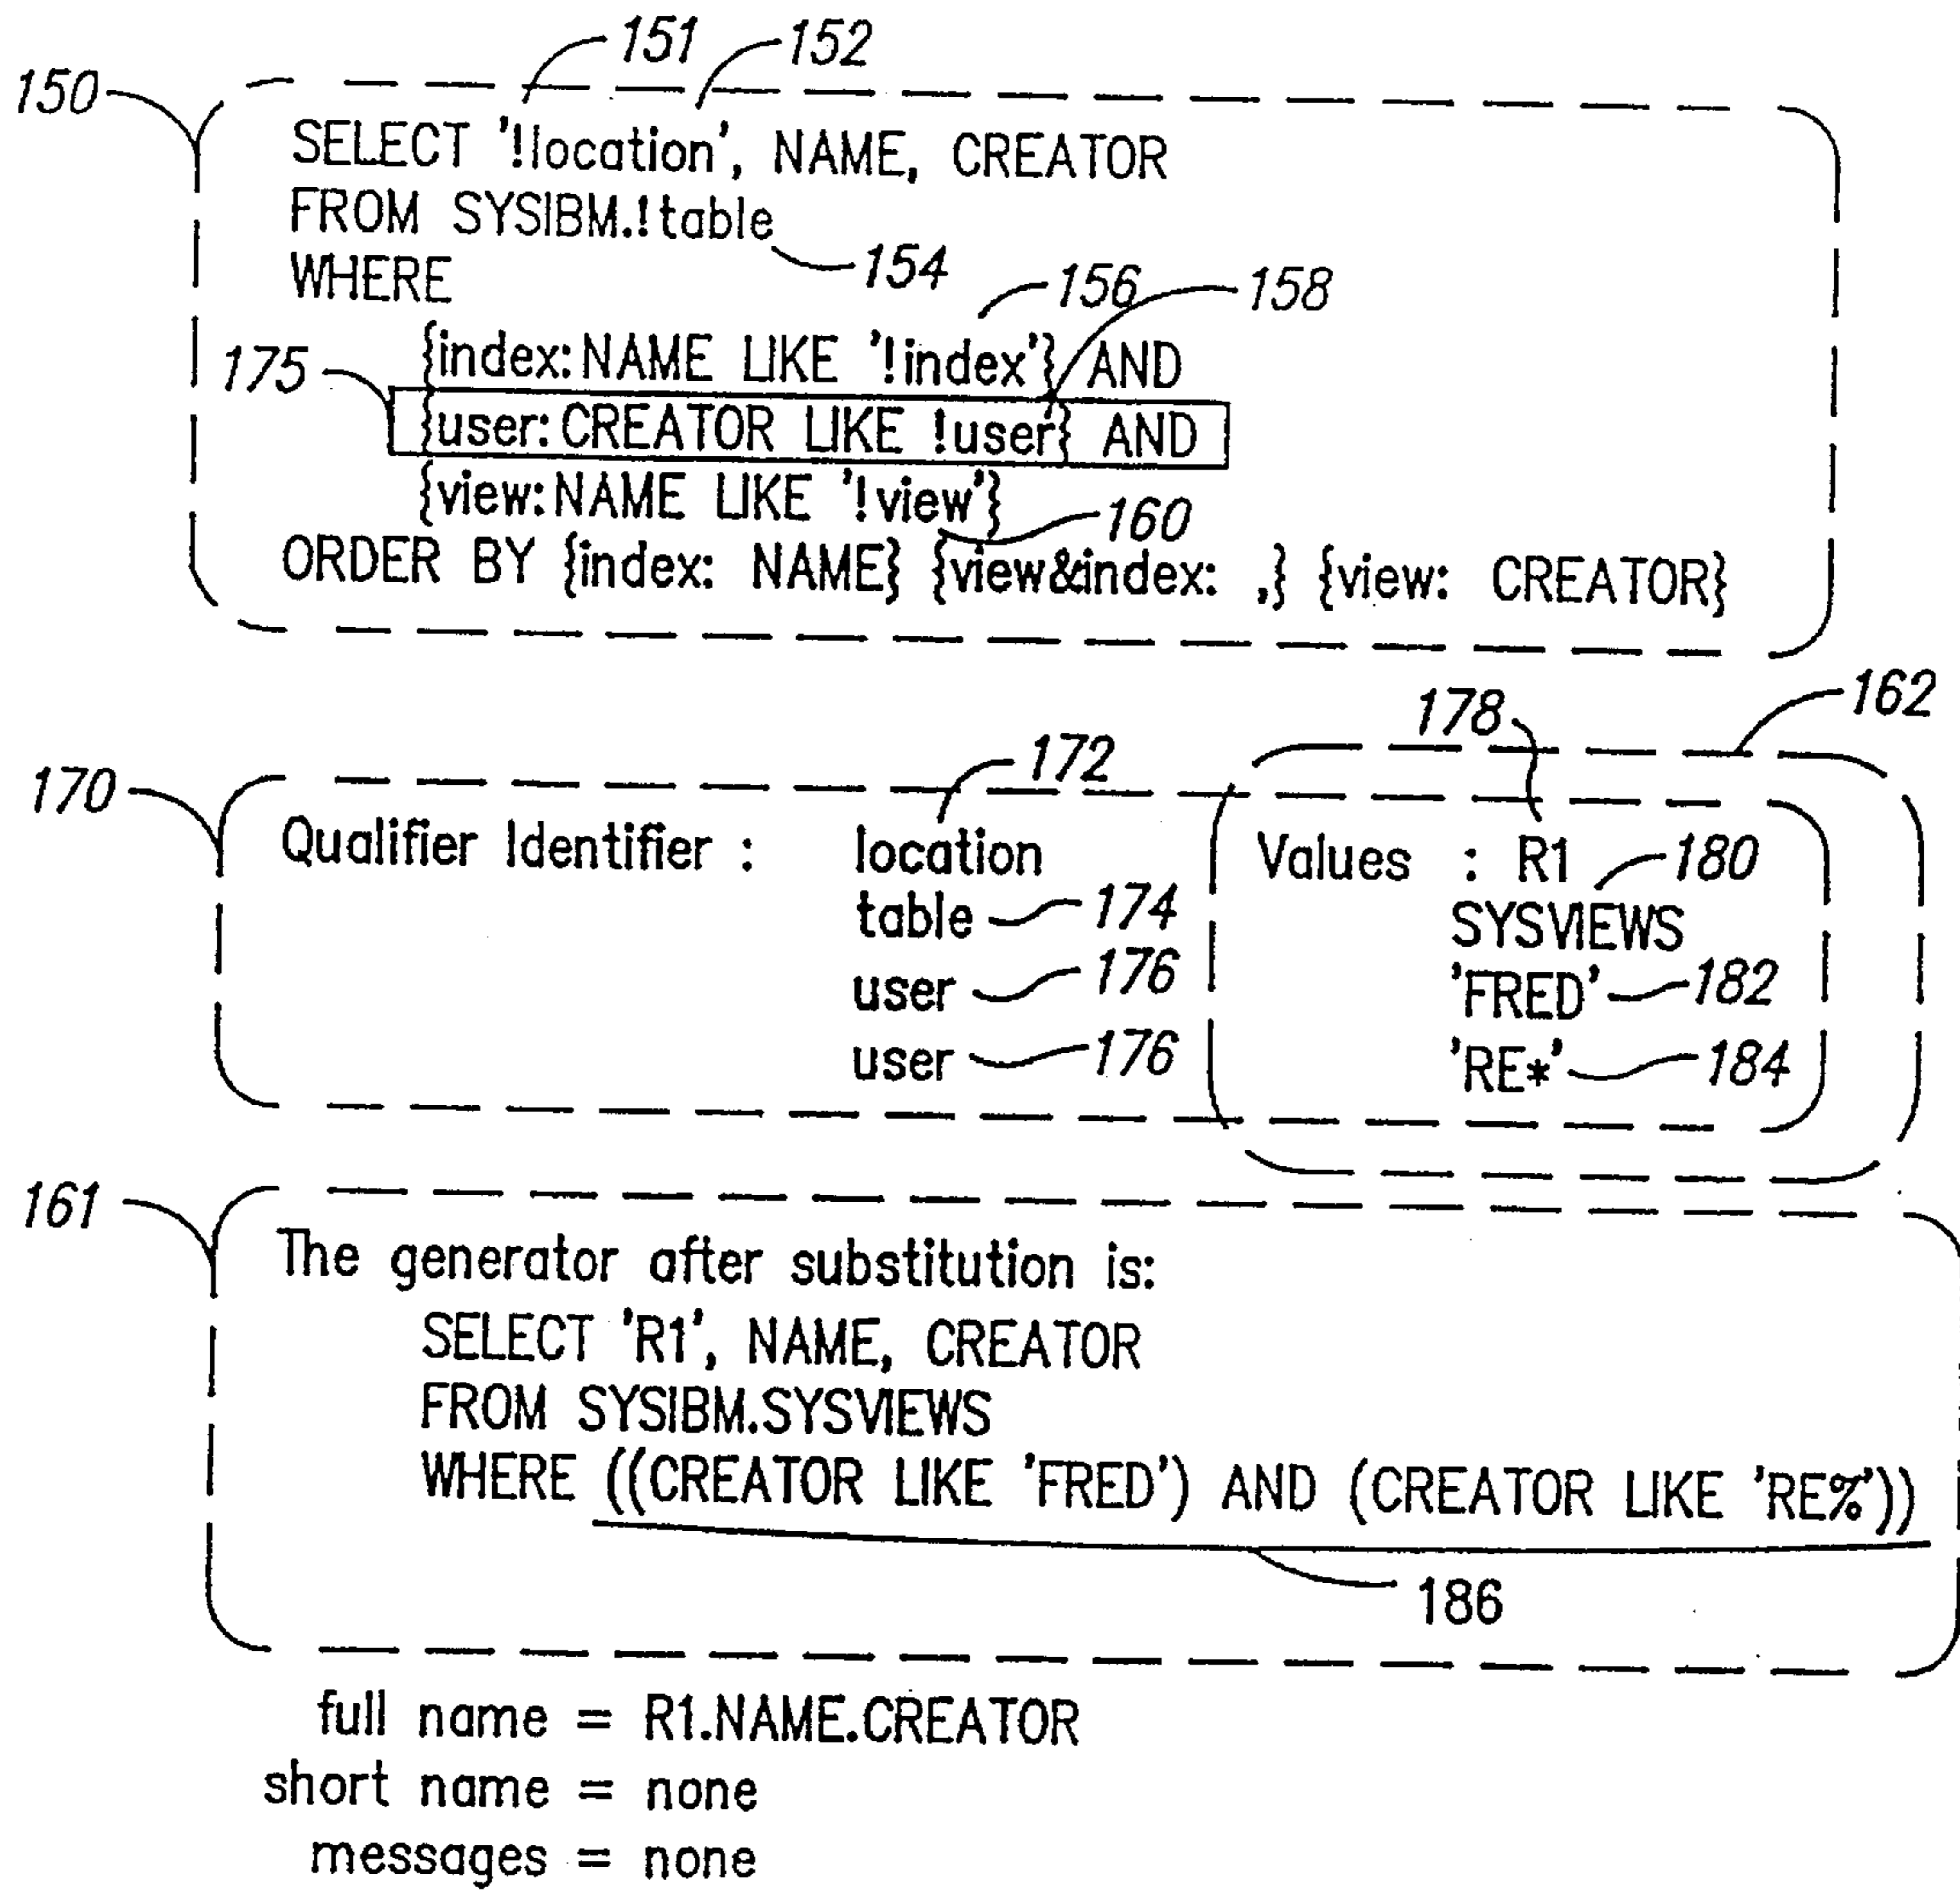 151 152
150
SELECT '!location', NAME, CREATOR
FROM SYSIBM.!table
154
WHERE
156 158
{index: NAME LIKE '!index'} AND
175
{user: CREATOR LIKE !user} AND
{view: NAME LIKE '!view'}
160
ORDER BY {index: NAME} {view&index: ,} {view: CREATOR}
178 162
170 172
Qualifier Identifier : location Values : R1
180
table 174 SYSVIEWS
user 176 'FRED' 182
user 176 'RE*' 184
161
The generator after substitution is:
SELECT 'R1', NAME, CREATOR
FROM SYSIBM.SYSVIEWS
WHERE ((CREATOR LIKE 'FRED') AND (CREATOR LIKE 'RE%'))
186
full name = R1.NAME.CREATOR
short name = none
messages = none